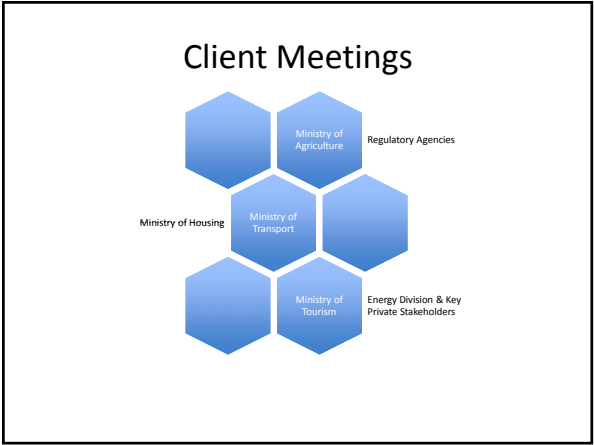 Client Meetings
Ministry of
Agriculture
Regulatory Agencies
Ministry of Housing
Ministry of
Transport
Ministry of
Tourism
Energy Division & Key
Private Stakeholders